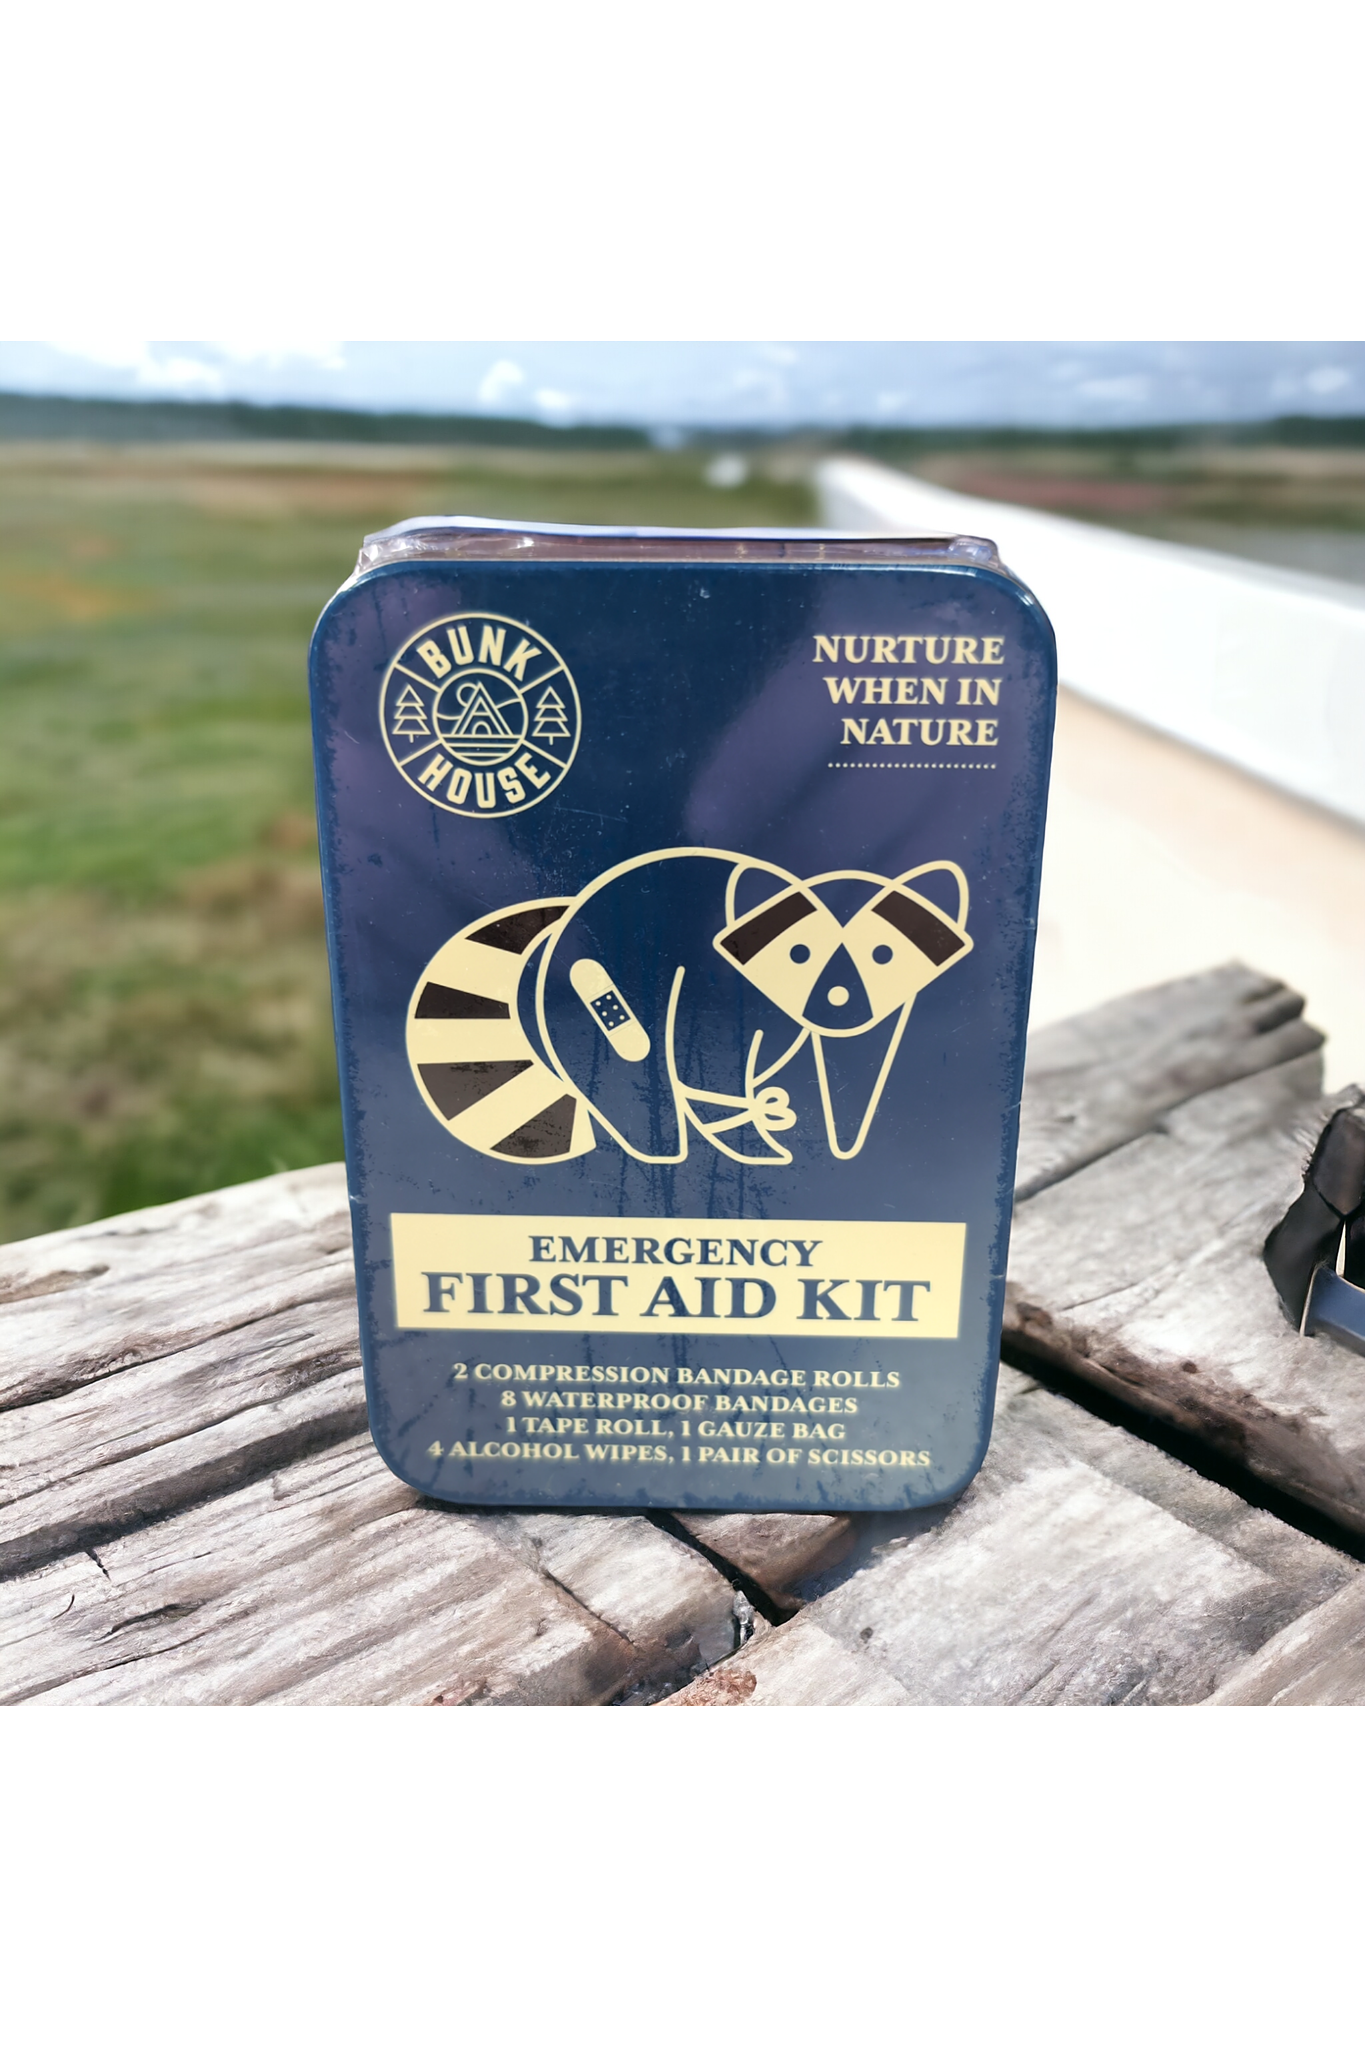 BUNK
HOUSE
NURTURE
WHEN IN
NATURE
EMERGENCY
FIRST AID KIT
2 COMPRESSION BANDAGE ROLLS
8 WATERPROOF BANDAGES
1 TAPE ROLL, 1 GAUZE BAG
4 ALCOHOL WIPES, 1 PAIR OF SCISSORS